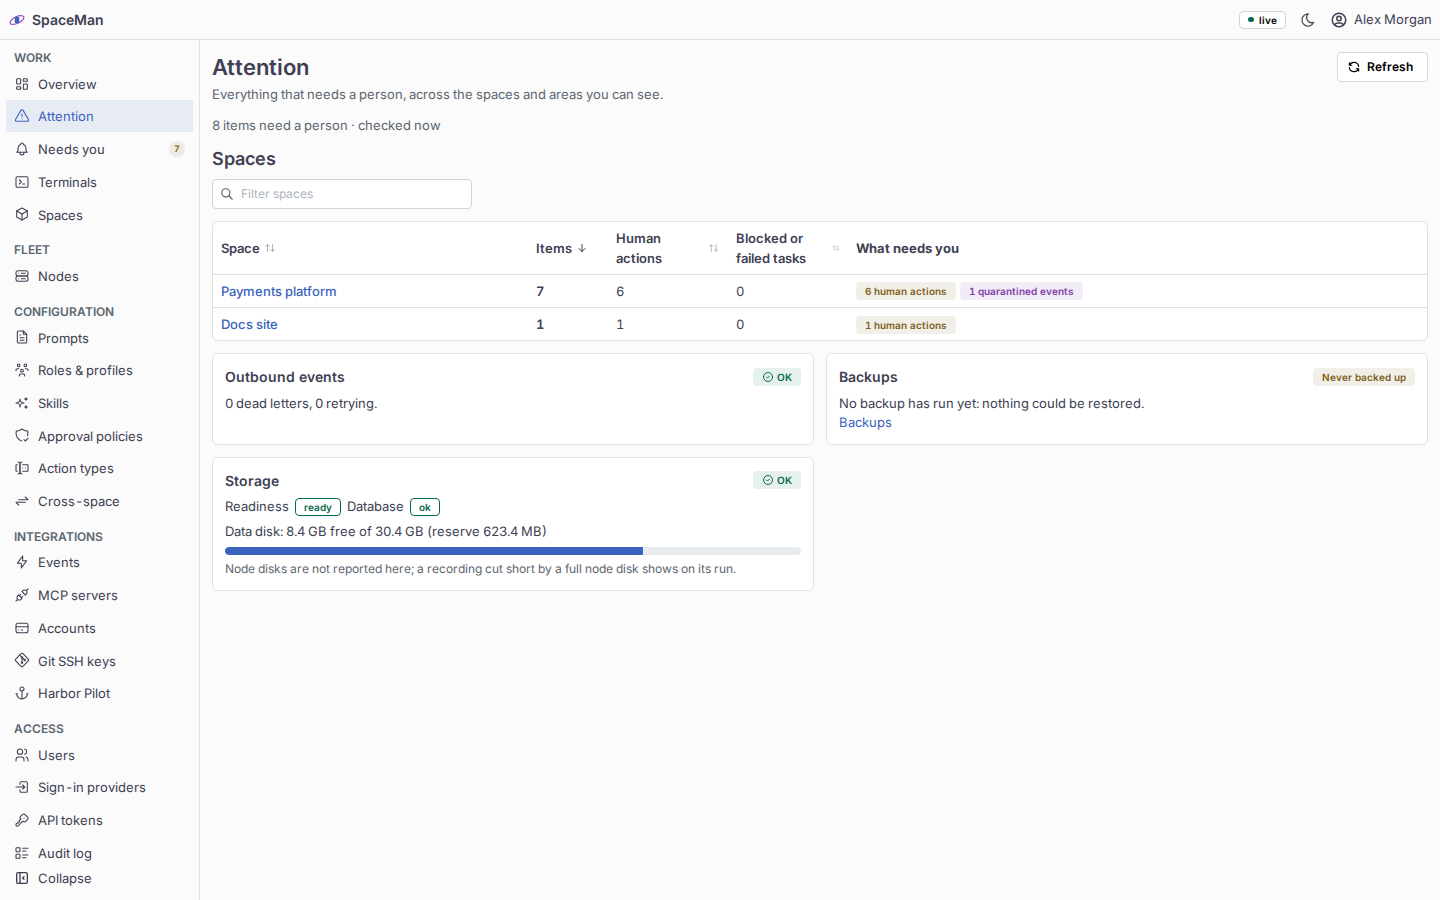 SpaceMan
live
Alex Morgan
WORK
Overview
Attention
Needs you 7
Terminals
Spaces
FLEET
Nodes
CONFIGURATION
Prompts
Roles & profiles
Skills
Approval policies
Action types
Cross-space
INTEGRATIONS
Events
MCP servers
Accounts
Git SSH keys
Harbor Pilot
ACCESS
Users
Sign-in providers
API tokens
Audit log
Collapse
Attention
Refresh
Everything that needs a person, across the spaces and areas you can see.
8 items need a person · checked now
Spaces
Filter spaces
Space Items Human actions Blocked or failed tasks What needs you
Payments platform 7 6 0 6 human actions 1 quarantined events
Docs site 1 1 0 1 human actions
Outbound events OK
0 dead letters, 0 retrying.
Backups Never backed up
No backup has run yet: nothing could be restored.
Backups
Storage OK
Readiness ready Database ok
Data disk: 8.4 GB free of 30.4 GB (reserve 623.4 MB)
Node disks are not reported here; a recording cut short by a full node disk shows on its run.